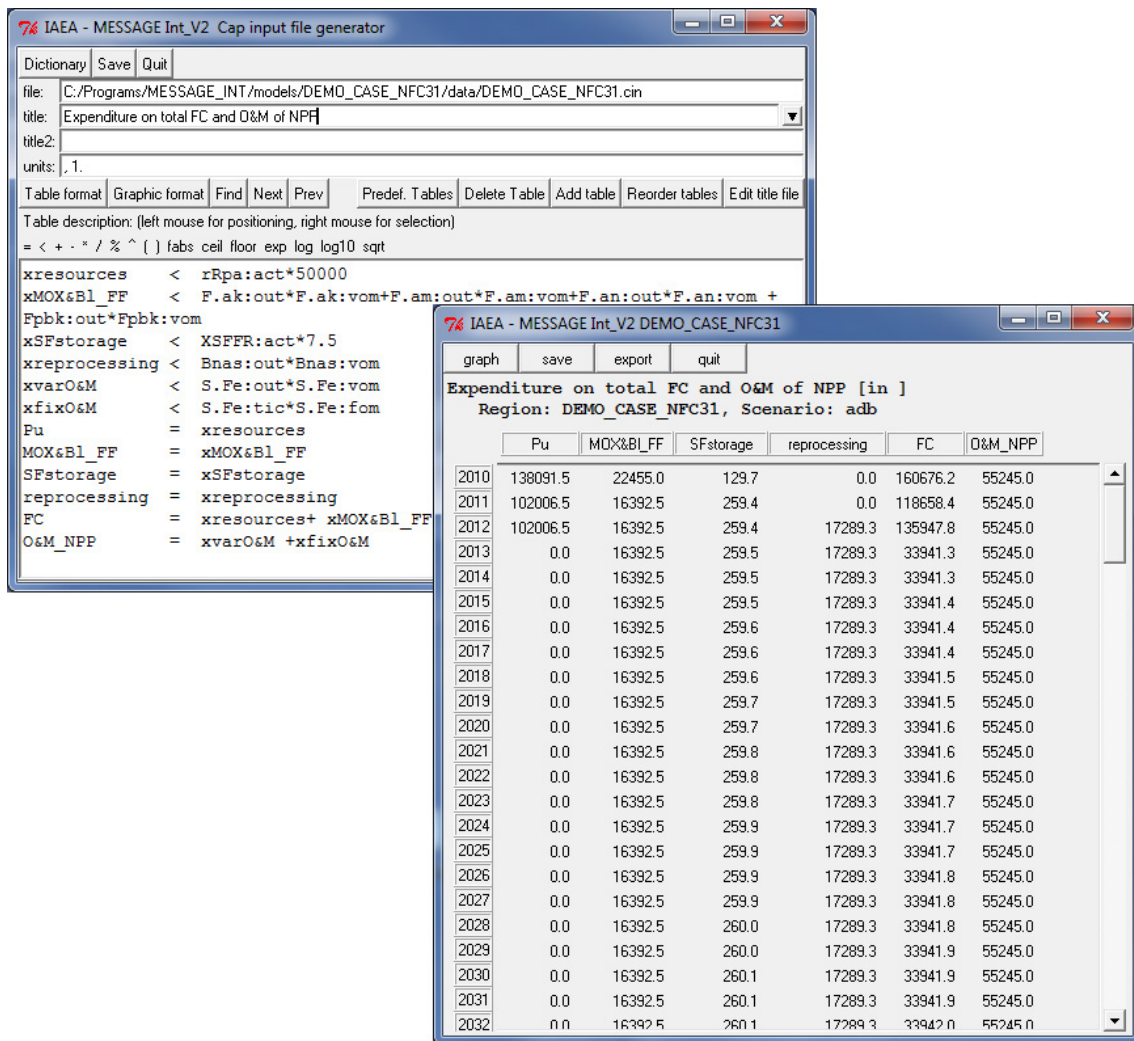 IAEA - MESSAGE Int_V2 Cap input file generator
Dictionary Save Quit
file: C:/Programs/MESSAGE_INT/models/DEMO_CASE_NFC31/data/DEMO_CASE_NFC31.cin
title: Expenditure on total FC and O&M of NPP
title2:
units: , 1.
Table format Graphic format Find Next Prev Predef. Tables Delete Table Add table Reorder tables Edit title file
Table description: (left mouse for positioning, right mouse for selection)
= < + - * / % ^ ( ) fabs ceil floor exp log log10 sqrt
xresources < rRpa:act*50000
xMOX&Bl_FF < F.ak:out*F.ak:vom+F.am:out*F.am:vom+F.an:out*F.an:vom +
Fpbk:out*Fpbk:vom
xSFstorage < XSFFR:act*7.5
xreprocessing < Bnas:out*Bnas:vom
xvarO&M < S.Fe:out*S.Fe:vom
xfixO&M < S.Fe:tic*S.Fe:fom
Pu = xresources
MOX&Bl_FF = xMOX&Bl_FF
SFstorage = xSFstorage
reprocessing = xreprocessing
FC = xresources+ xMOX&Bl_FF
O&M_NPP = xvarO&M +xfixO&M
IAEA - MESSAGE Int_V2 DEMO_CASE_NFC31
graph save export quit
Expenditure on total FC and O&M of NPP [in ]
Region: DEMO_CASE_NFC31, Scenario: adb
Pu MOX&Bl_FF SFstorage reprocessing FC O&M_NPP
2010 138091.5 22455.0 129.7 0.0 160676.2 55245.0
2011 102006.5 16392.5 259.4 0.0 118658.4 55245.0
2012 102006.5 16392.5 259.4 17289.3 135947.8 55245.0
2013 0.0 16392.5 259.5 17289.3 33941.3 55245.0
2014 0.0 16392.5 259.5 17289.3 33941.3 55245.0
2015 0.0 16392.5 259.5 17289.3 33941.4 55245.0
2016 0.0 16392.5 259.6 17289.3 33941.4 55245.0
2017 0.0 16392.5 259.6 17289.3 33941.4 55245.0
2018 0.0 16392.5 259.6 17289.3 33941.5 55245.0
2019 0.0 16392.5 259.7 17289.3 33941.5 55245.0
2020 0.0 16392.5 259.7 17289.3 33941.6 55245.0
2021 0.0 16392.5 259.8 17289.3 33941.6 55245.0
2022 0.0 16392.5 259.8 17289.3 33941.6 55245.0
2023 0.0 16392.5 259.8 17289.3 33941.7 55245.0
2024 0.0 16392.5 259.9 17289.3 33941.7 55245.0
2025 0.0 16392.5 259.9 17289.3 33941.7 55245.0
2026 0.0 16392.5 259.9 17289.3 33941.8 55245.0
2027 0.0 16392.5 259.9 17289.3 33941.8 55245.0
2028 0.0 16392.5 260.0 17289.3 33941.8 55245.0
2029 0.0 16392.5 260.0 17289.3 33941.9 55245.0
2030 0.0 16392.5 260.1 17289.3 33941.9 55245.0
2031 0.0 16392.5 260.1 17289.3 33941.9 55245.0
2032 0.0 16392.5 260.1 17289.3 33942.0 55245.0